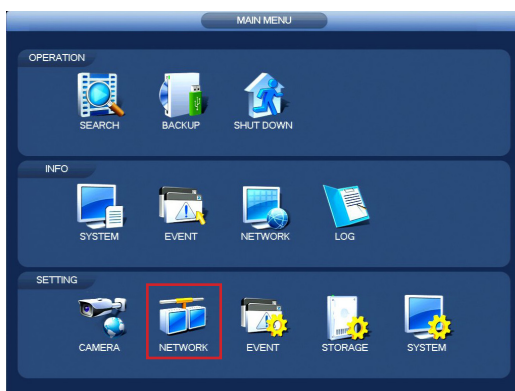 MAIN MENU
OPERATION
SEARCH BACKUP SHUT DOWN
INFO
SYSTEM EVENT NETWORK LOG
SETTING
CAMERA NETWORK EVENT STORAGE SYSTEM